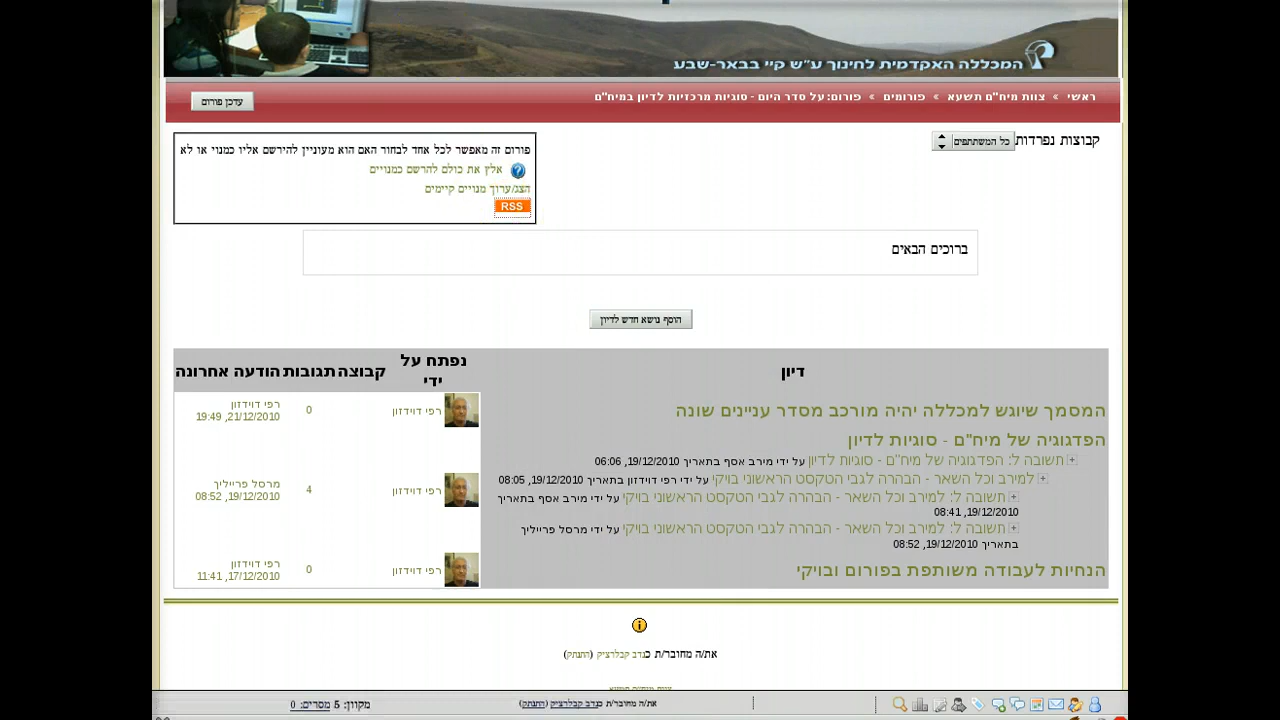 המכללה האקדמית לחינוך ע"ש קיי בבאר-שבע
ראשי » צוות מיח"ם תשעא » פורומים » פורום: על סדר היום - סוגיות מרכזיות לדיון במיח"ם
עדכן פורום
קבוצות נפרדות כל המשתתפים
פורום זה מאפשר לכל אחד לבחור האם הוא מעוניין להירשם אליו כמנוי או לא
אלץ את כולם להרשם כמנויים
הצג/ערוך מנויים קיימים
RSS
ברוכים הבאים
הוסף נושא חדש לדיון
דיון נפתח על ידי קבוצה תגובות הודעה אחרונה
המסמך שיוגש למכללה יהיה מורכב מסדר עניינים שונה רפי דוידזון 0 רפי דוידזון
21/12/2010, 19:49
הפדגוגיה של מיח"ם - סוגיות לדיון
תשובה ל: הפדגוגיה של מיח"ם - סוגיות לדיון על ידי מירב אסף בתאריך 19/12/2010, 06:06
למירב וכל השאר - הבהרה לגבי הטקסט הראשוני בויקי על ידי רפי דוידזון בתאריך 19/12/2010, 08:05
רפי דוידזון 4 מרסל פרייליך
19/12/2010, 08:52
תשובה ל: למירב וכל השאר - הבהרה לגבי הטקסט הראשוני בויקי על ידי מירב אסף בתאריך
19/12/2010, 08:41
תשובה ל: למירב וכל השאר - הבהרה לגבי הטקסט הראשוני בויקי על ידי מרסל פרייליך
בתאריך 19/12/2010, 08:52
הנחיות לעבודה משותפת בפורום ובויקי רפי דוידזון 0 רפי דוידזון
17/12/2010, 11:41
את/ה מחובר/ת כנדב קבלרציק (התנתק)
את/ה מחובר/ת כנדב קבלרציק (התנתק)
מקוון: 5 מסרים: 0